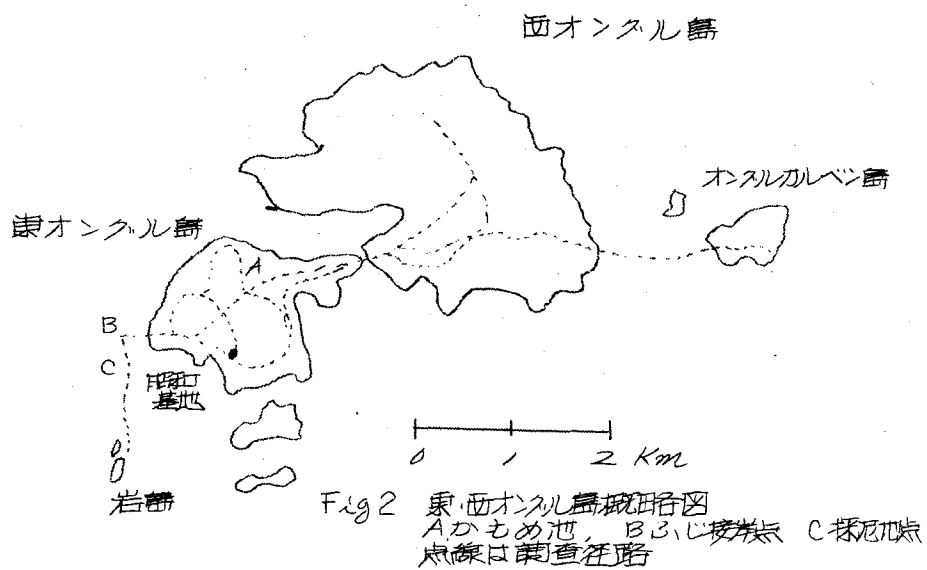 西オングル島
オングルカルベン島
東オングル島
A
B
C
昭和
基地
岩島
0 1 2 Km
Fig 2 東・西オングル島概略図
Aかもめ池, Bふじ接岸点 C採泥地点
点線は調査径路